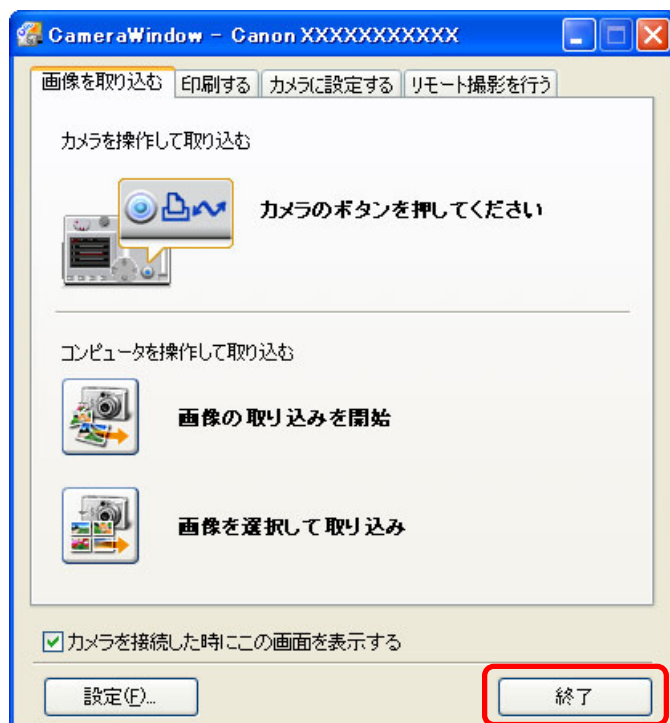 CameraWindow - Canon XXXXXXXXXXX
画像を取り込む 印刷する カメラに設定する リモート撮影を行う
カメラを操作して取り込む
カメラのボタンを押してください
コンピュータを操作して取り込む
画像の取り込みを開始
画像を選択して取り込み
カメラを接続した時にこの画面を表示する
設定(F)... 終了